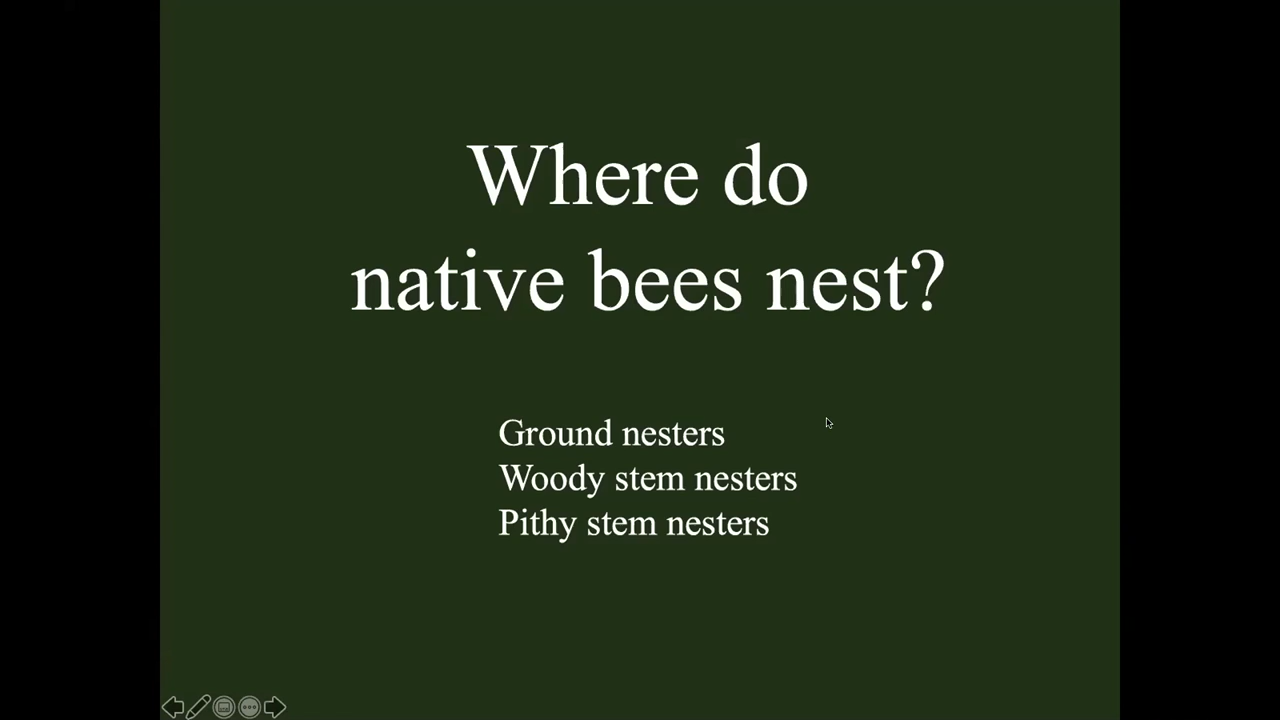 Where do
native bees nest?
Ground nesters
Woody stem nesters
Pithy stem nesters